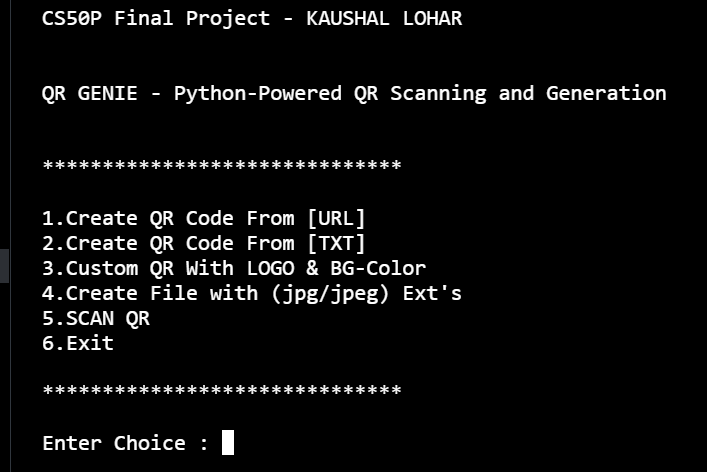 CS50P Final Project - KAUSHAL LOHAR
QR GENIE - Python-Powered QR Scanning and Generation
******************************
1.Create QR Code From [URL]
2.Create QR Code From [TXT]
3.Custom QR With LOGO & BG-Color
4.Create File with (jpg/jpeg) Ext's
5.SCAN QR
6.Exit
******************************
Enter Choice :